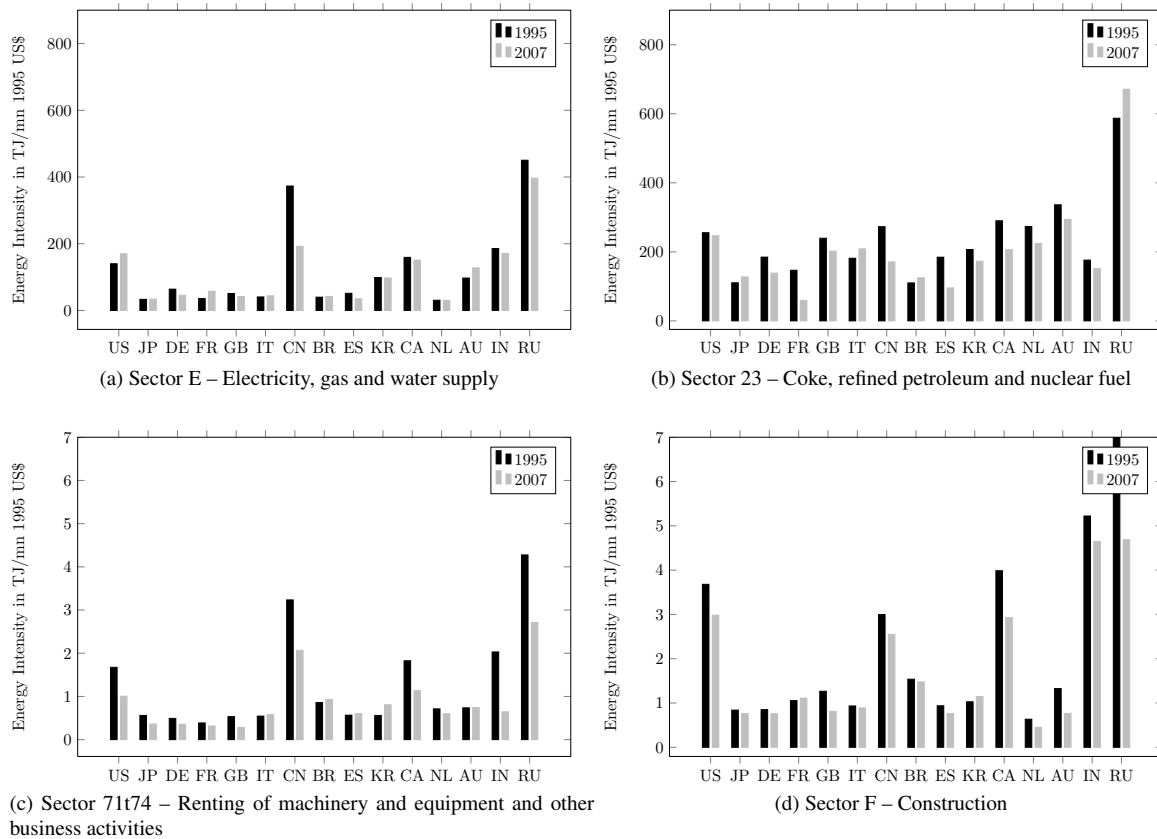 Energy Intensity in TJ/mn 1995 US$
800
600
400
200
0
1995
2007
US JP DE FR GB IT CN BR ES KR CA NL AU IN RU
(a) Sector E – Electricity, gas and water supply
Energy Intensity in TJ/mn 1995 US$
800
600
400
200
0
1995
2007
US JP DE FR GB IT CN BR ES KR CA NL AU IN RU
(b) Sector 23 – Coke, refined petroleum and nuclear fuel
Energy Intensity in TJ/mn 1995 US$
7
6
5
4
3
2
1
0
1995
2007
US JP DE FR GB IT CN BR ES KR CA NL AU IN RU
(c) Sector 71t74 – Renting of machinery and equipment and other
business activities
Energy Intensity in TJ/mn 1995 US$
7
6
5
4
3
2
1
0
1995
2007
US JP DE FR GB IT CN BR ES KR CA NL AU IN RU
(d) Sector F – Construction